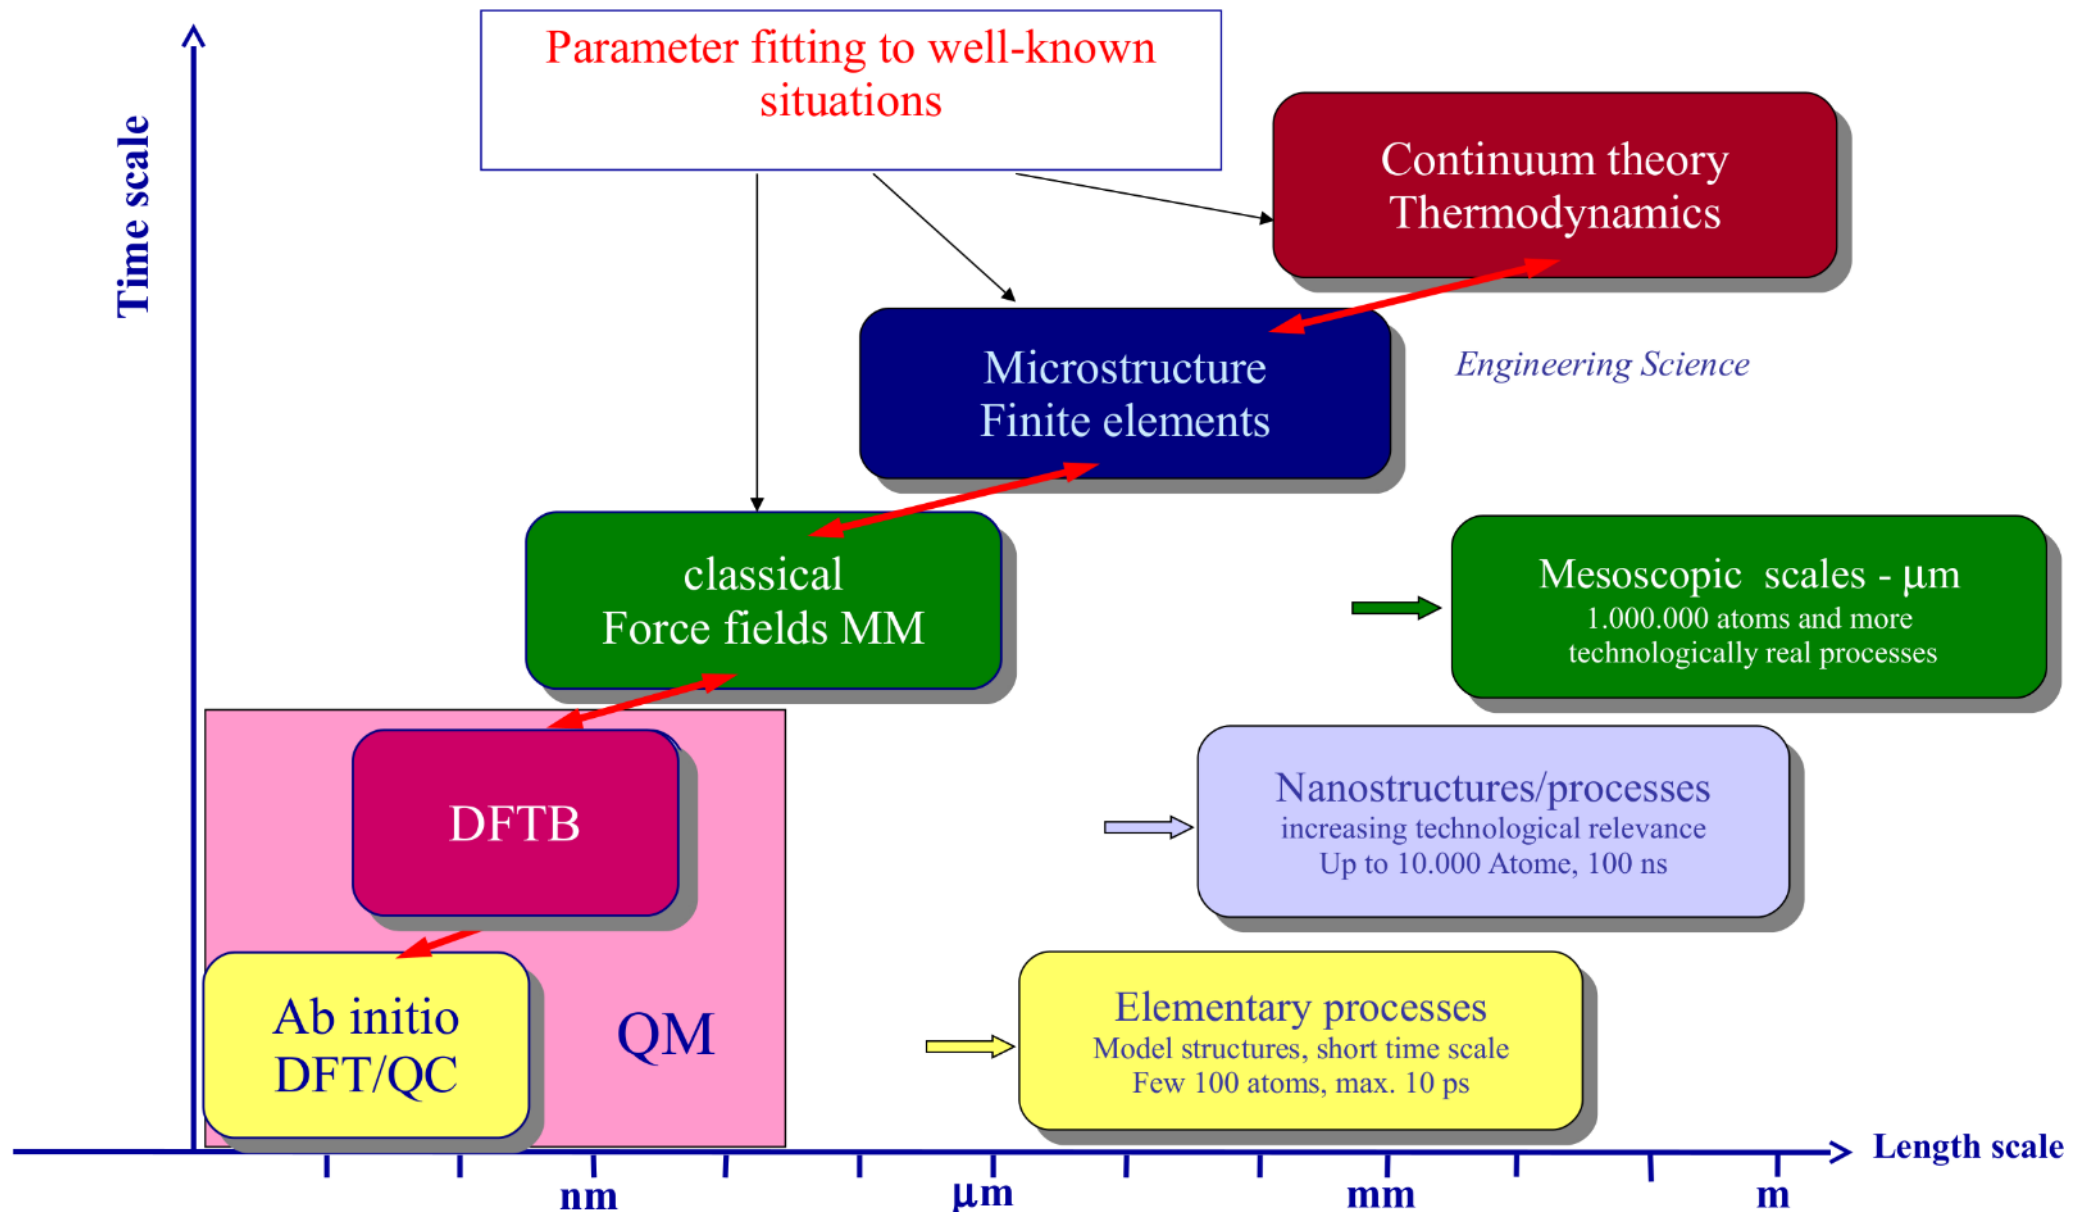 Parameter fitting to well-known
situations
Time scale
Continuum theory
Thermodynamics
Microstructure
Finite elements
Engineering Science
classical
Force fields MM
Mesoscopic scales - μm
1.000.000 atoms and more
technologically real processes
DFTB
Nanostructures/processes
increasing technological relevance
Up to 10.000 Atome, 100 ns
Ab initio
DFT/QC
QM
Elementary processes
Model structures, short time scale
Few 100 atoms, max. 10 ps
Length scale
nm
μm
mm
m